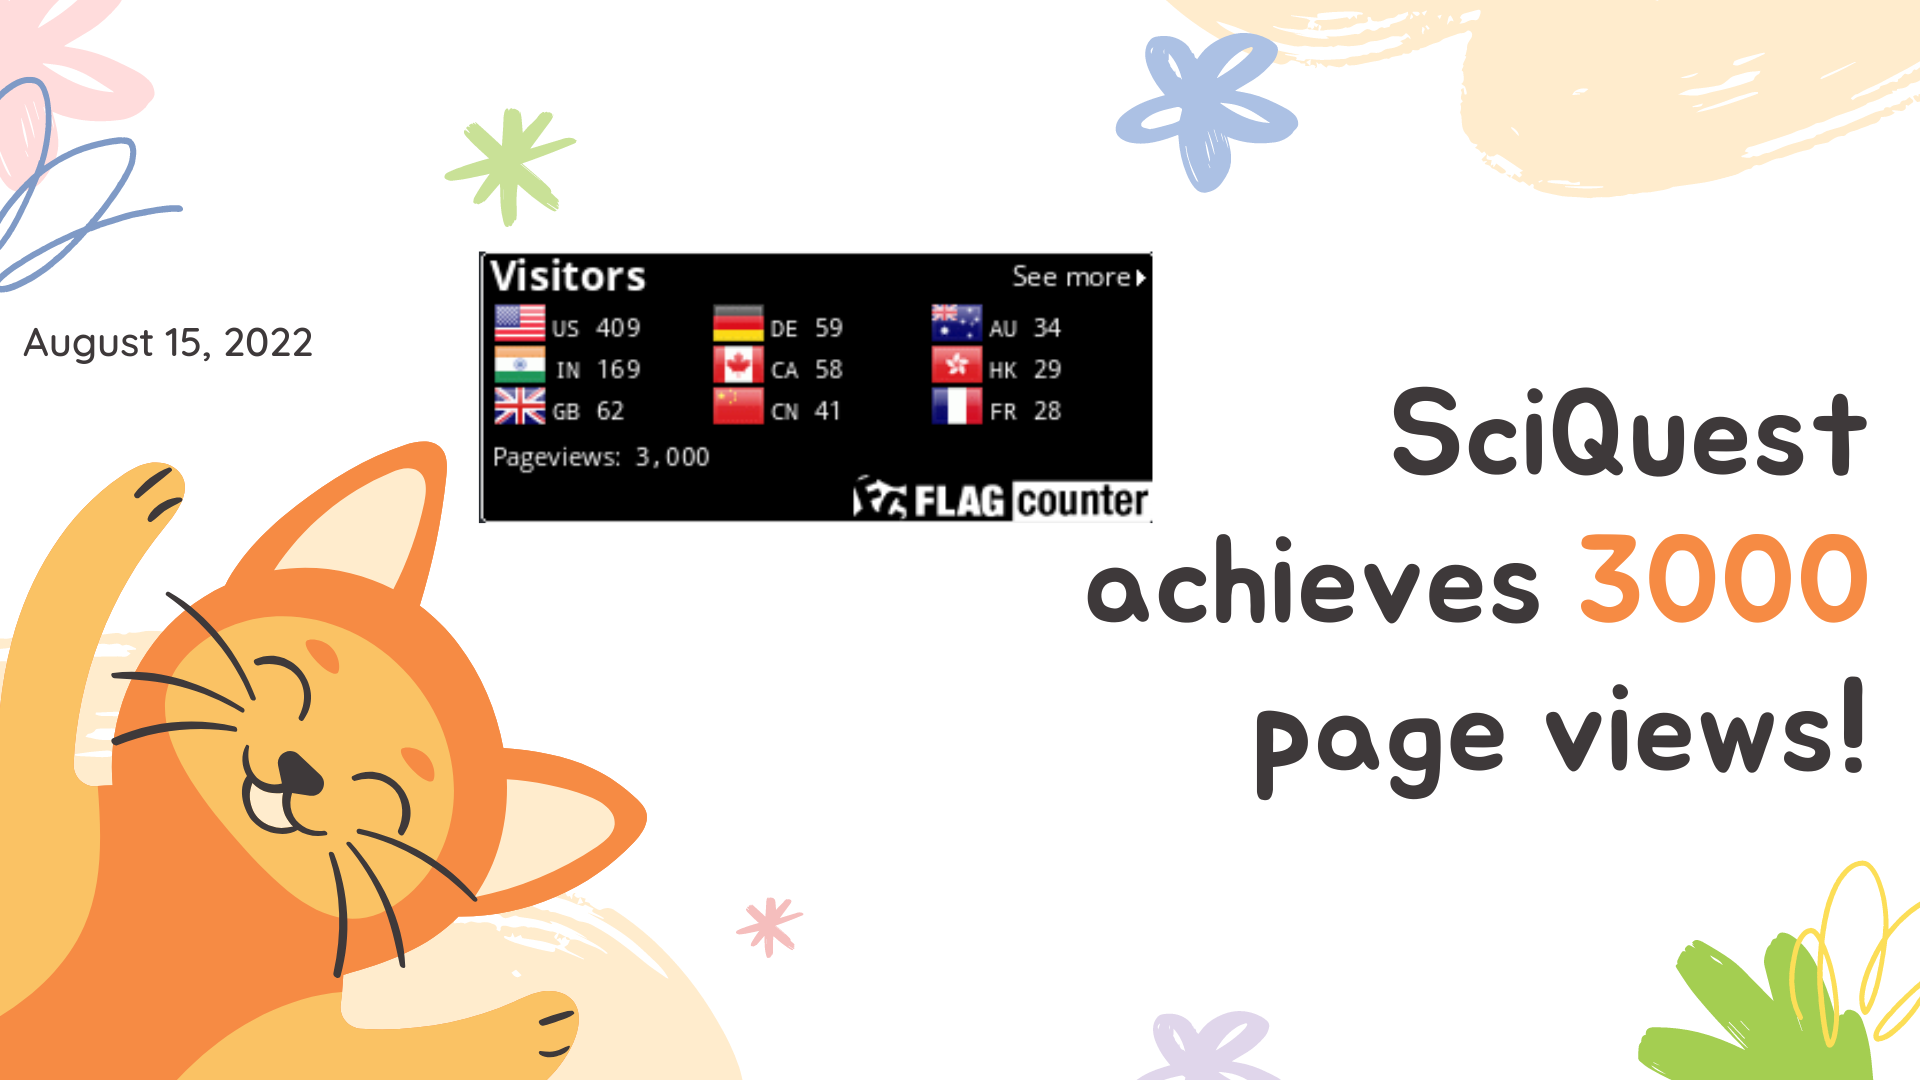 August 15, 2022
Visitors See more
US 409 DE 59 AU 34
IN 169 CA 58 HK 29
GB 62 CN 41 FR 28
Pageviews: 3,000
FLAG counter
SciQuest
achieves 3000
page views!